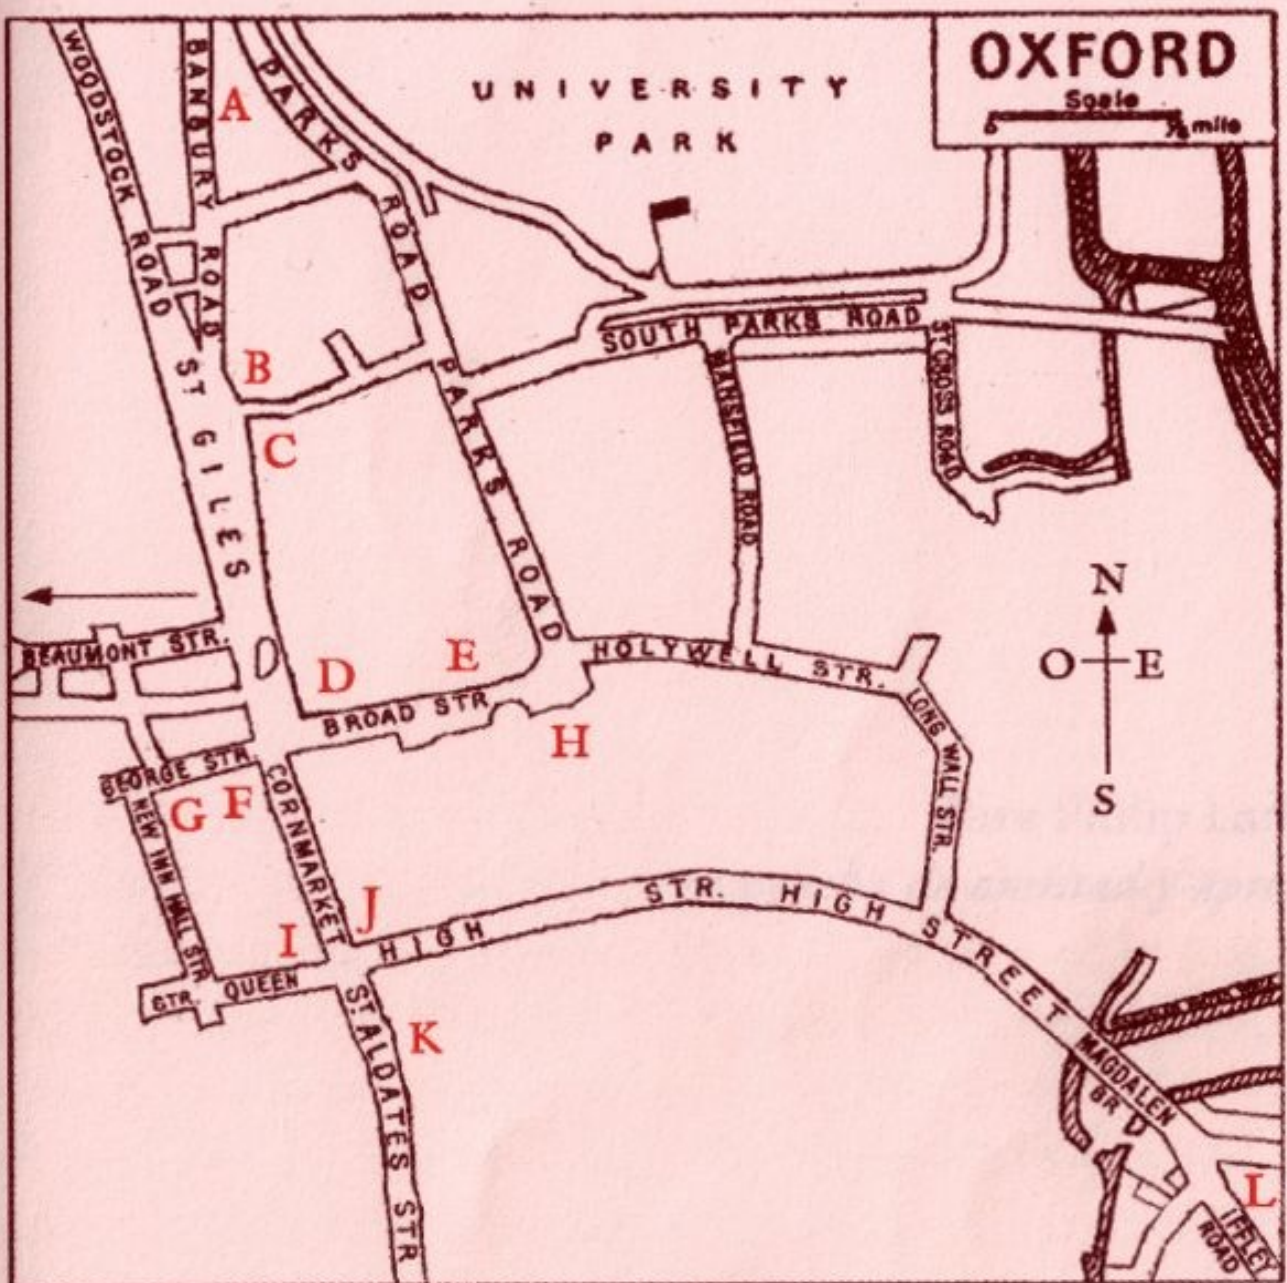 OXFORD
Scale
¼ mile
UNIVERSITY
PARK
WOODSTOCK ROAD
BANBURY ROAD
A
PARKS ROAD
B
ST GILES
C
SOUTH PARKS ROAD
PARKS ROAD
MANSFIELD ROAD
ST CROSS ROAD
N
O E
S
BEAUMONT STR.
D
E
BROAD STR
HOLYWELL STR.
H
LONG WALL STR.
GEORGE STR
G
F
CORNMARKET
NEW INN HALL STR
I
J
HIGH STR. HIGH STREET
STR. QUEEN
ST ALDATES STR
K
MAGDALEN
BR
L
IFFLEY
ROAD